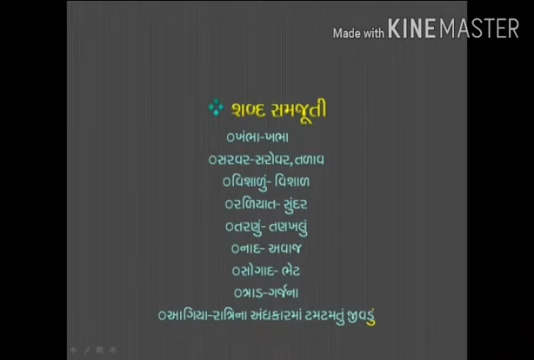 Made with KINEMASTER
❖ શબ્દ સમજૂતી
○ખંભા-ખભા
○સરવર-સરોવર,તળાવ
○વિશાળું- વિશાળ
○રળિયાત- સુંદર
○તરણું- તણખલું
○નાદ- અવાજ
○સોગાદ- ભેટ
○ત્રાડ-ગર્જના
○આગિયા-રાત્રિના અંધકારમાં ટમટમતું જીવડું